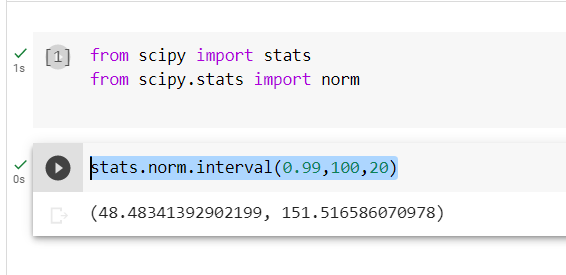 [1] from scipy import stats
1s
from scipy.stats import norm
stats.norm.interval(0.99,100,20)
0s
(48.48341392902199, 151.516586070978)